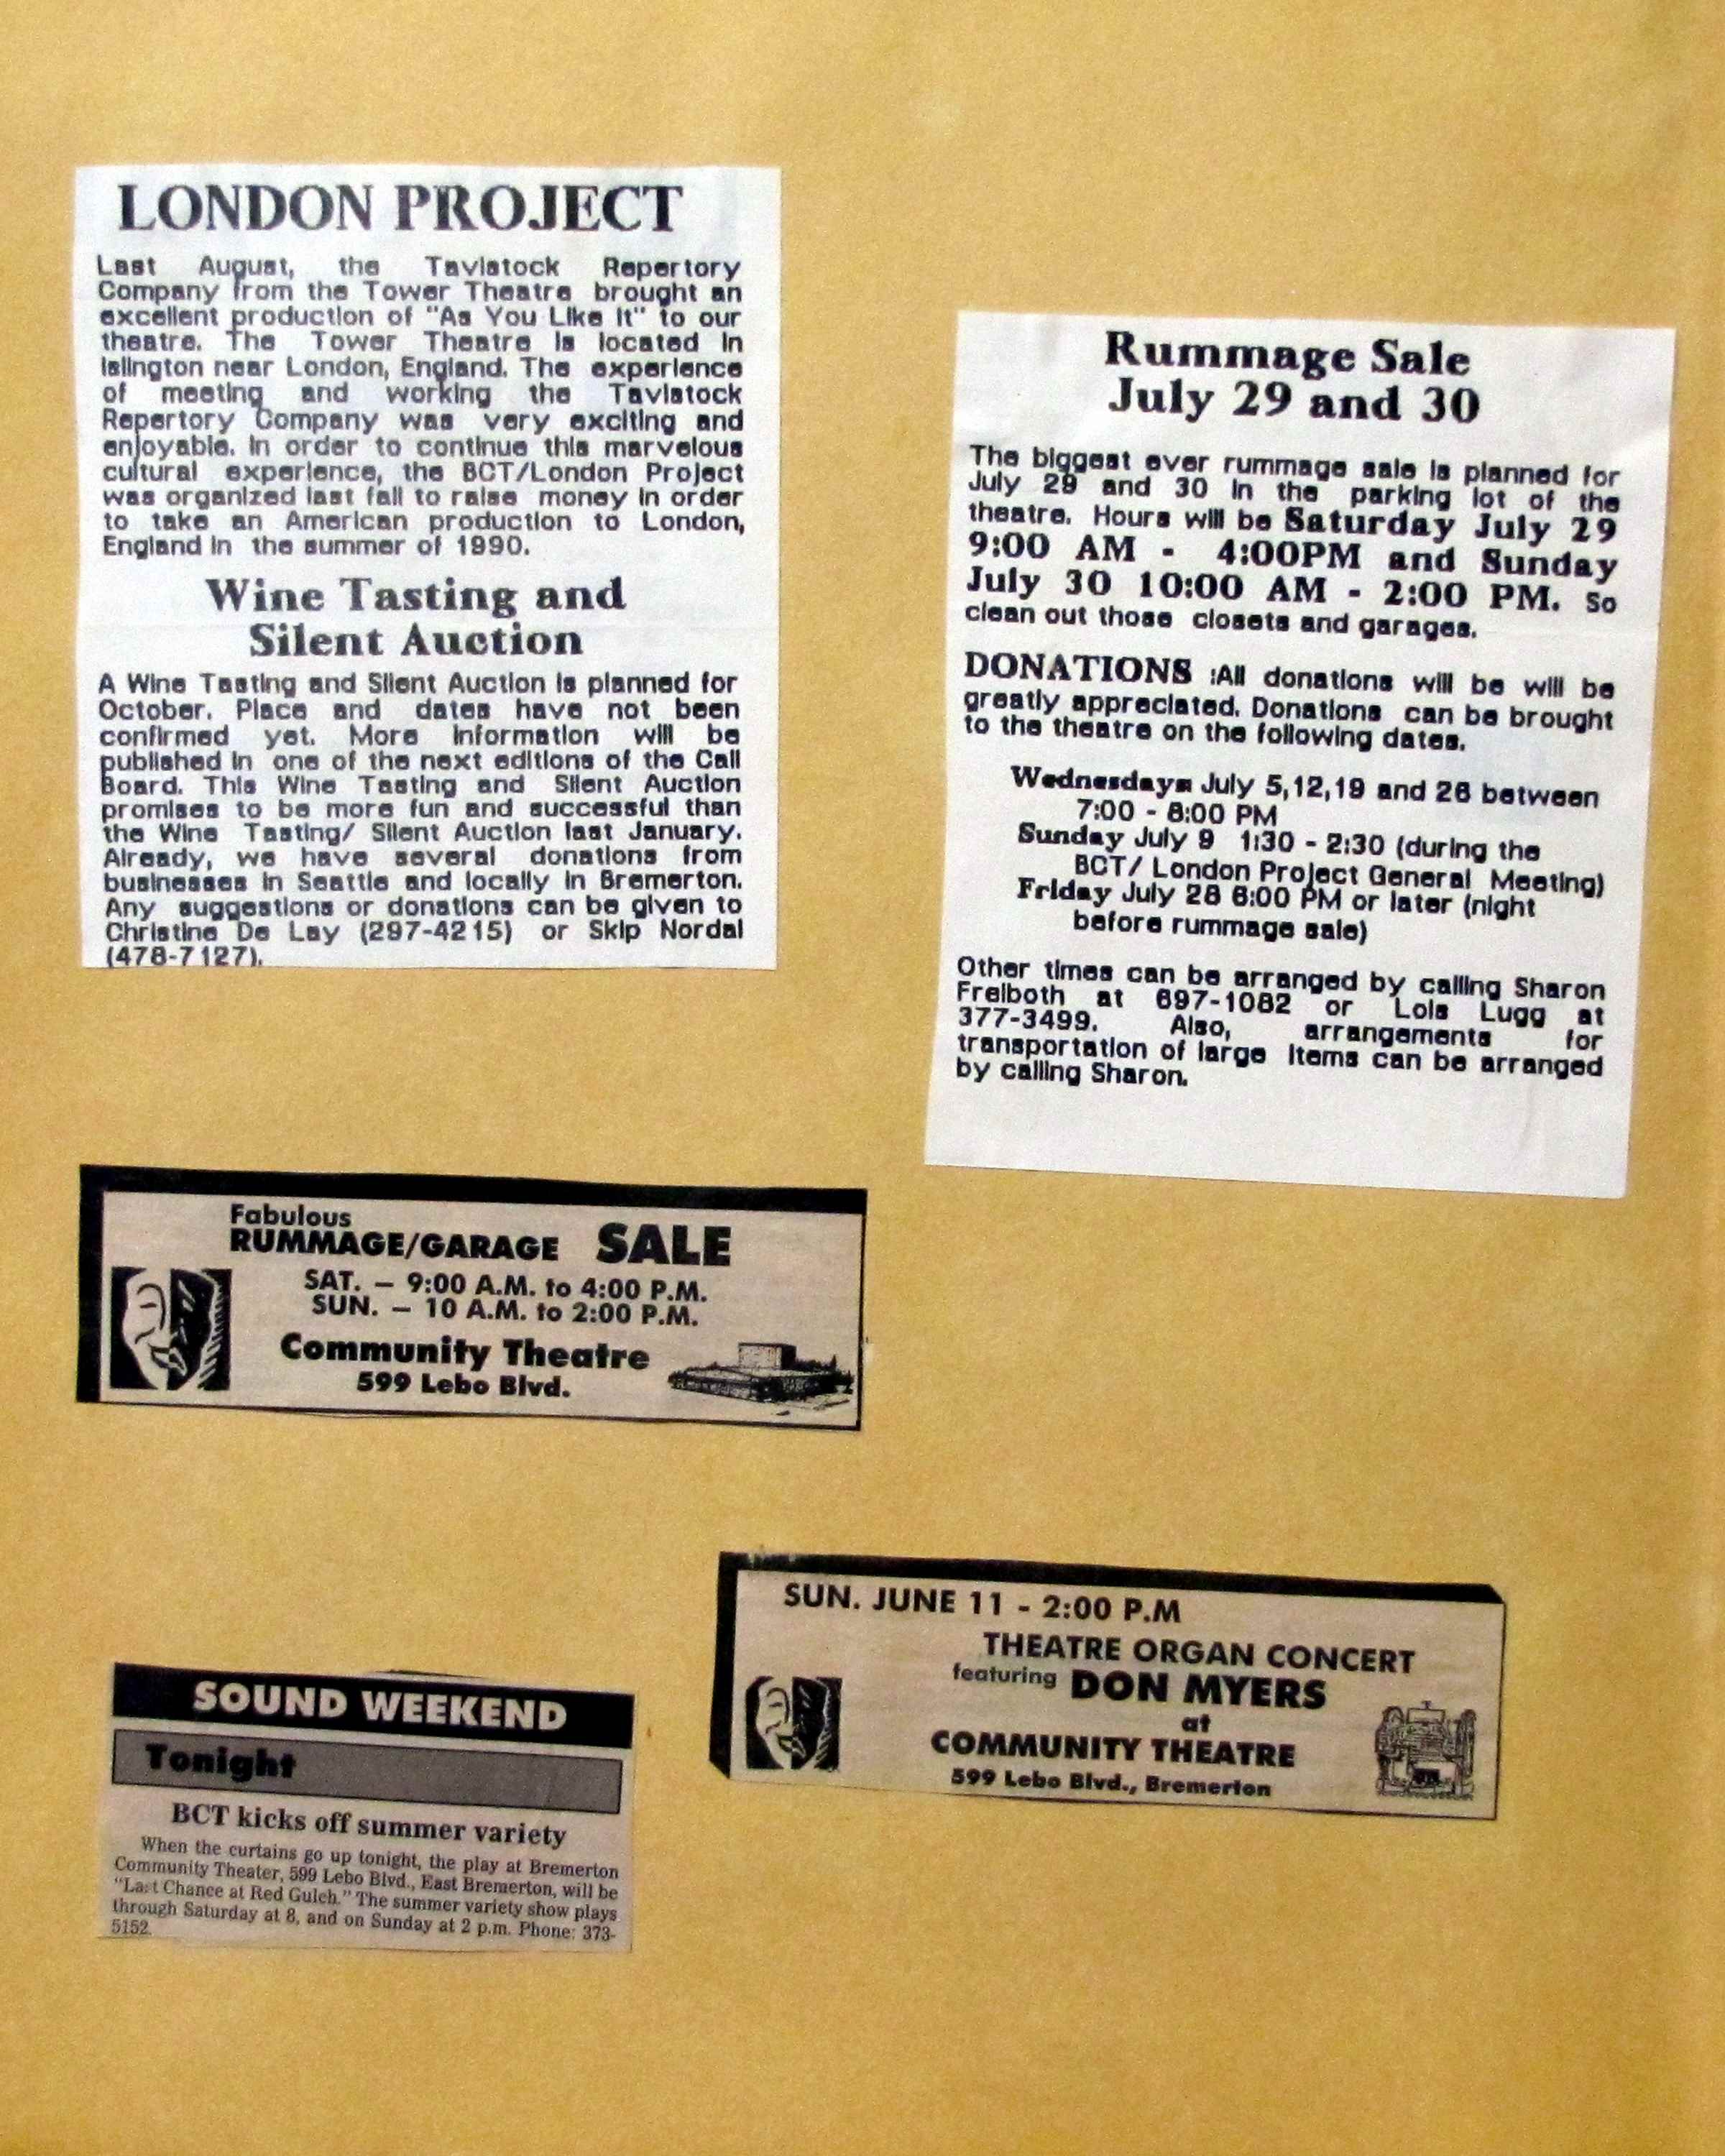 LONDON PROJECT
Last August, the Tavistock Repertory
Company from the Tower Theatre brought an
excellent production of "As You Like It" to our
theatre. The Tower Theatre is located in
Islington near London, England. The experience
of meeting and working the Tavistock
Repertory Company was very exciting and
enjoyable. In order to continue this marvelous
cultural experience, the BCT/London Project
was organized last fall to raise money in order
to take an American production to London,
England in the summer of 1990.
Wine Tasting and
Silent Auction
A Wine Tasting and Silent Auction is planned for
October. Place and dates have not been
confirmed yet. More information will be
published in one of the next editions of the Call
Board. This Wine Tasting and Silent Auction
promises to be more fun and successful than
the Wine Tasting/ Silent Auction last January.
Already, we have several donations from
businesses in Seattle and locally in Bremerton.
Any suggestions or donations can be given to
Christine De Lay (297-4215) or Skip Nordal
(478-7127).
Rummage Sale
July 29 and 30
The biggest ever rummage sale is planned for
July 29 and 30 in the parking lot of the
theatre. Hours will be Saturday July 29
9:00 AM - 4:00PM and Sunday
July 30 10:00 AM - 2:00 PM. So
clean out those closets and garages.
DONATIONS :All donations will be will be
greatly appreciated. Donations can be brought
to the theatre on the following dates.
Wednesdays July 5,12,19 and 26 between
7:00 - 8:00 PM
Sunday July 9 1:30 - 2:30 (during the
BCT/ London Project General Meeting)
Friday July 28 6:00 PM or later (night
before rummage sale)
Other times can be arranged by calling Sharon
Freiboth at 697-1082 or Lois Lugg at
377-3499. Also, arrangements for
transportation of large items can be arranged
by calling Sharon.
Fabulous
RUMMAGE/GARAGE SALE
SAT. – 9:00 A.M. to 4:00 P.M.
SUN. – 10 A.M. to 2:00 P.M.
Community Theatre
599 Lebo Blvd.
SUN. JUNE 11 - 2:00 P.M
THEATRE ORGAN CONCERT
featuring DON MYERS
at
COMMUNITY THEATRE
599 Lebo Blvd., Bremerton
SOUND WEEKEND
Tonight
BCT kicks off summer variety
When the curtains go up tonight, the play at Bremerton
Community Theater, 599 Lebo Blvd., East Bremerton, will be
"Last Chance at Red Gulch." The summer variety show plays
through Saturday at 8, and on Sunday at 2 p.m. Phone: 373-
5152.